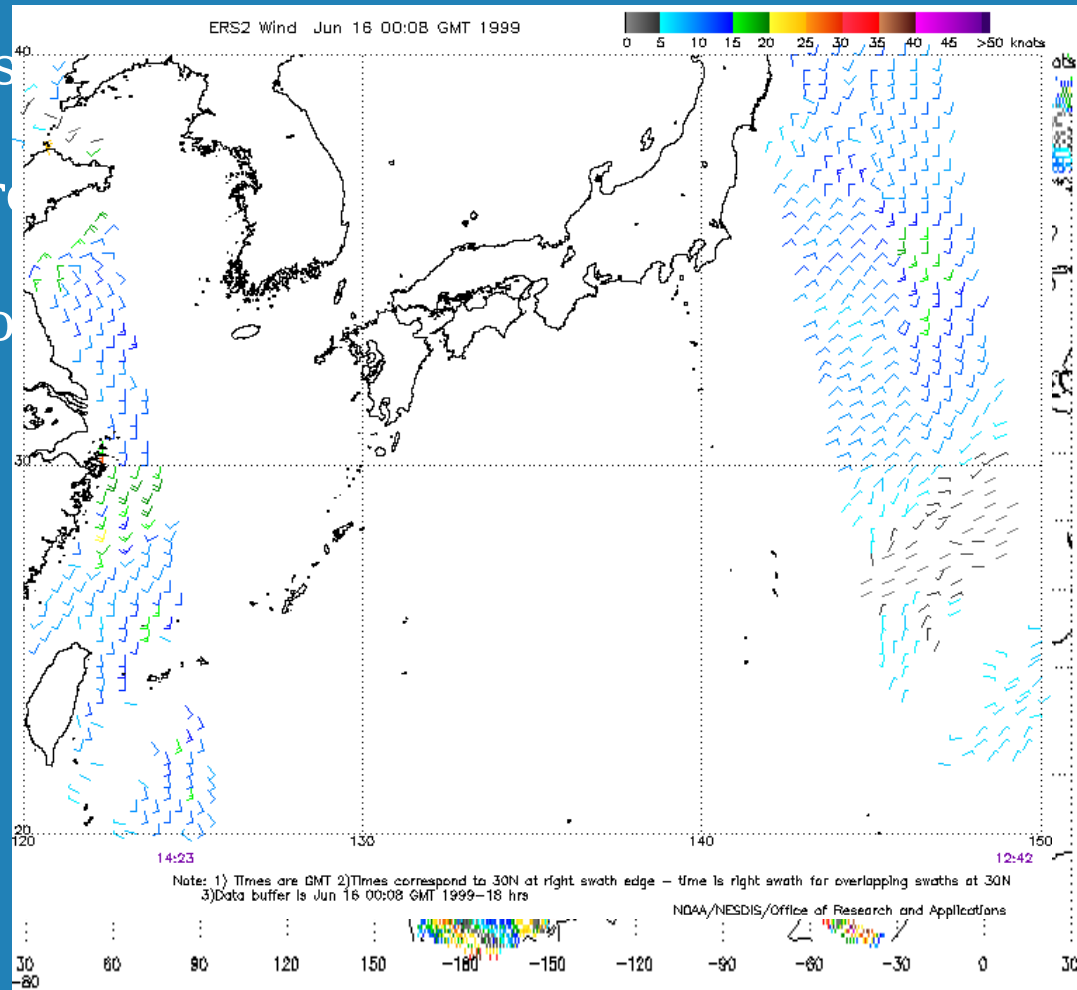 ERS2 Wind Jun 16 00:08 GMT 1999
0 5 10 15 20 25 30 35 40 45 >50 knots
40
30
20
120 130 140 150
14:23 12:42
Note: 1) Times are GMT 2)Times correspond to 30N at right swath edge – time is right swath for overlapping swaths at 30N
3)Data buffer is Jun 16 00:08 GMT 1999–18 hrs
NOAA/NESDIS/Office of Research and Applications
30 60 90 120 150 -180 -150 -120 -90 -60 -30 0 30
-80